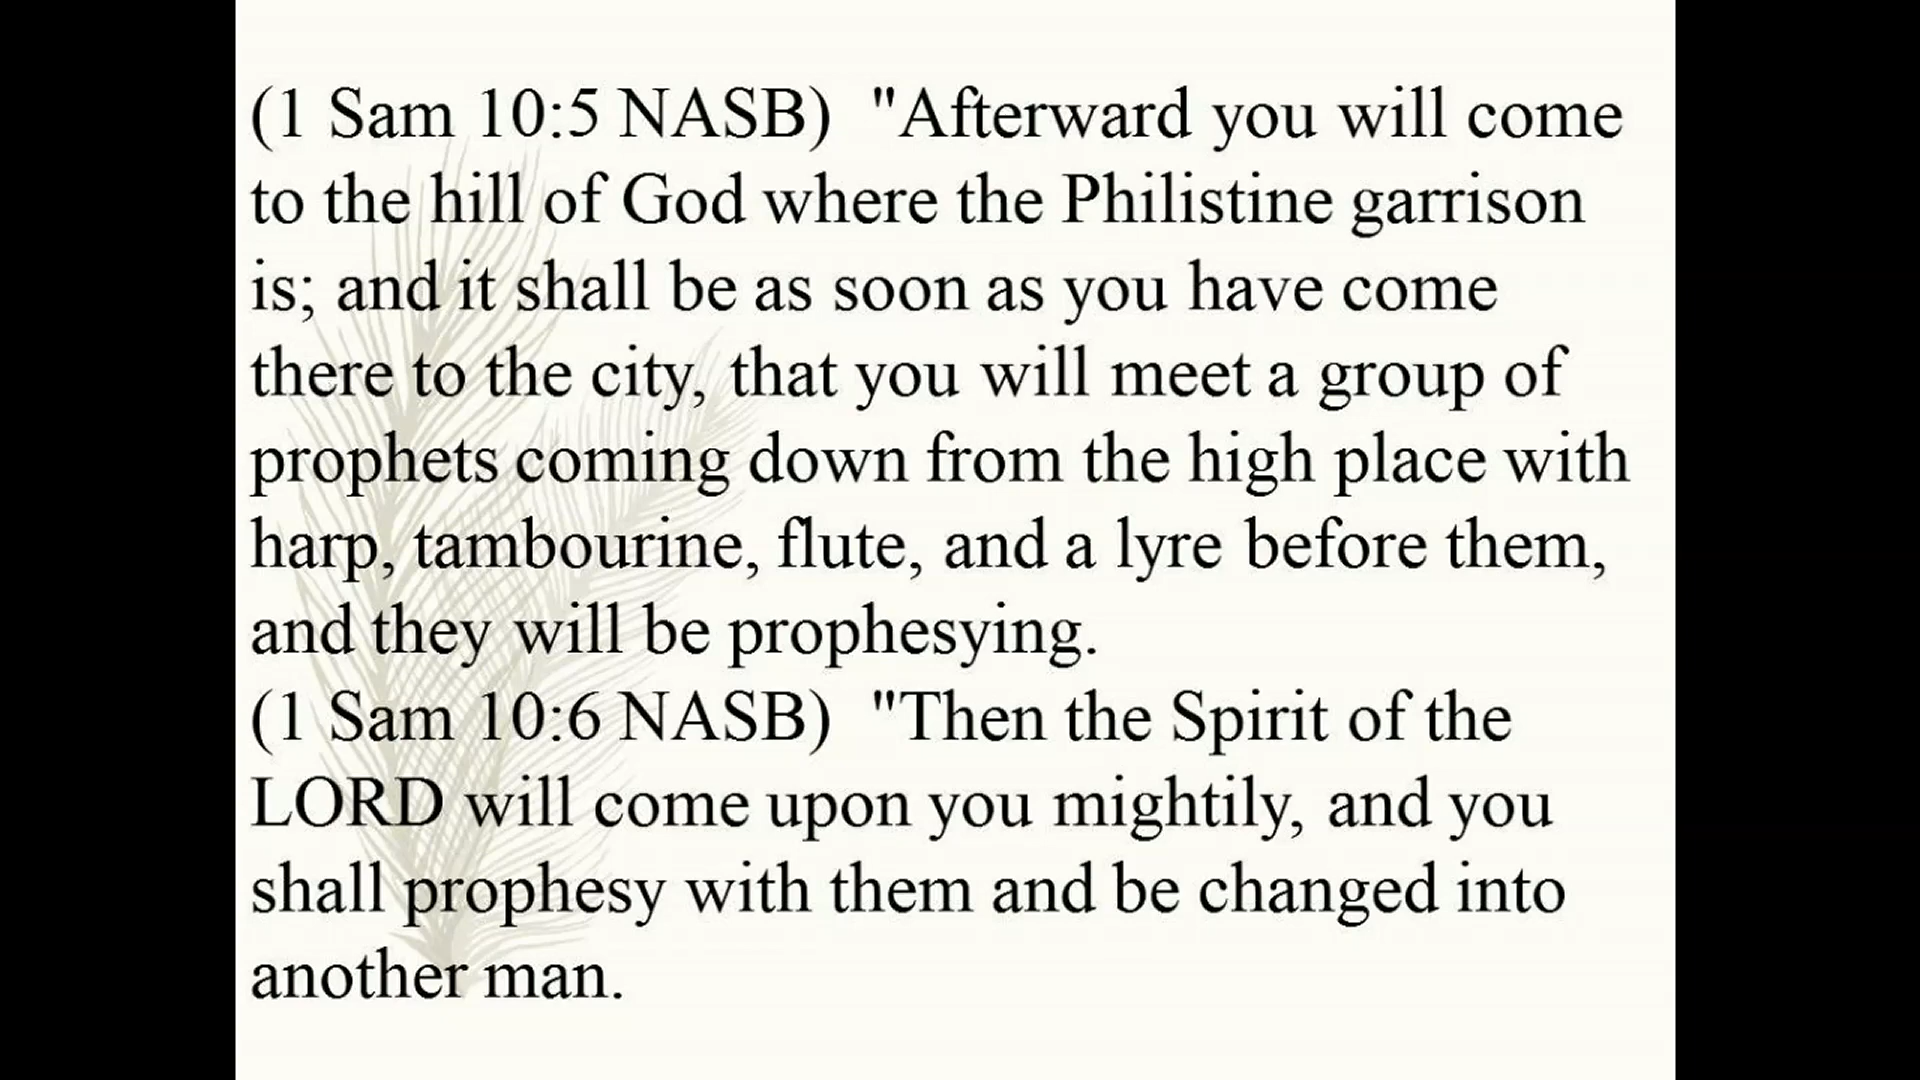 (1 Sam 10:5 NASB)  "Afterward you will come
to the hill of God where the Philistine garrison
is; and it shall be as soon as you have come
there to the city, that you will meet a group of
prophets coming down from the high place with
harp, tambourine, flute, and a lyre before them,
and they will be prophesying.
(1 Sam 10:6 NASB)  "Then the Spirit of the
LORD will come upon you mightily, and you
shall prophesy with them and be changed into
another man.